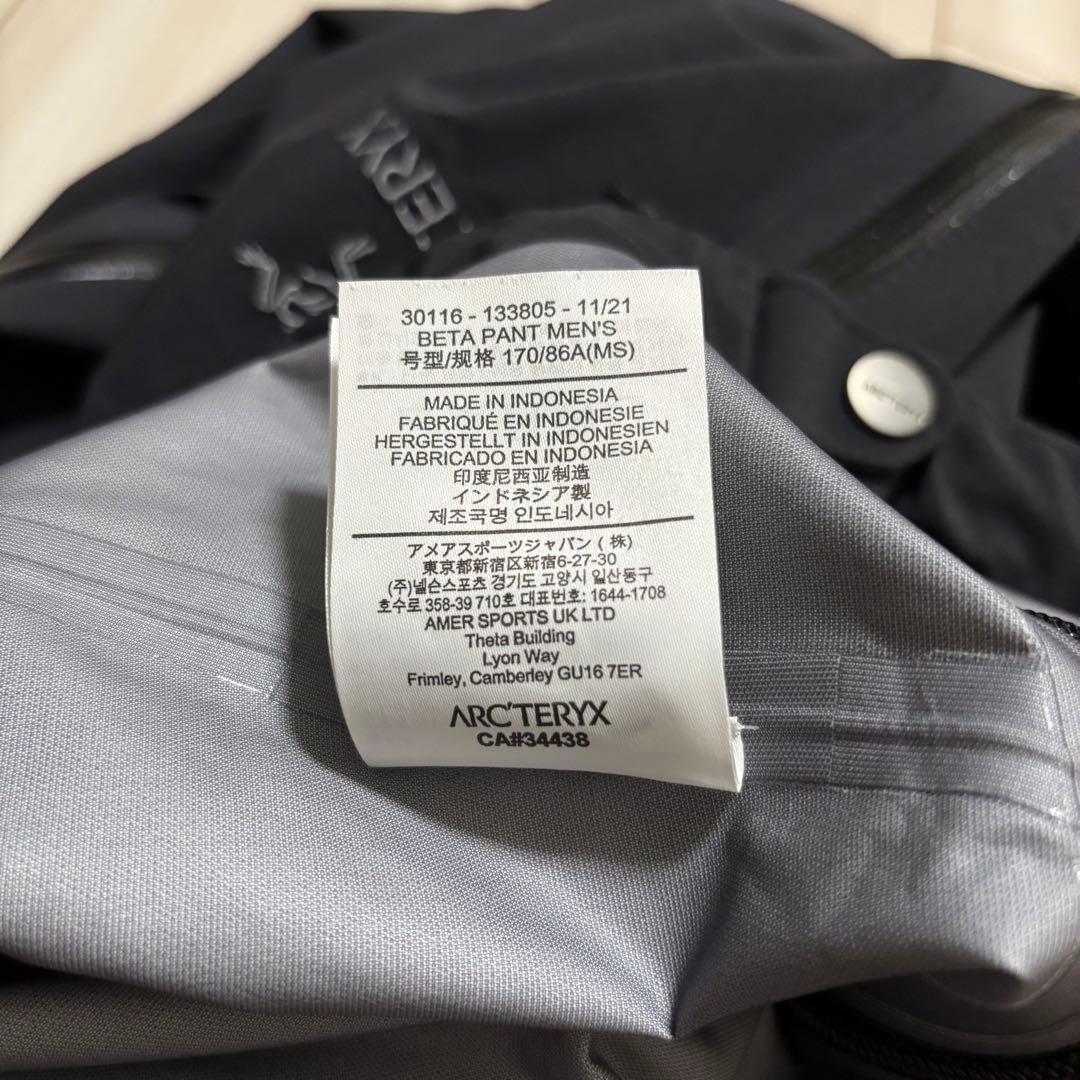 'ERYX
30116 - 133805 - 11/21
BETA PANT MEN'S
号型/规格 170/86A(MS)
MADE IN INDONESIA
FABRIQUÉ EN INDONESIE
HERGESTELLT IN INDONESIEN
FABRICADO EN INDONESIA
印度尼西亚制造
インドネシア製
제조국명 인도네시아
アメアスポーツジャパン ( 株)
東京都新宿区新宿6-27-30
(주)넬슨스포츠 경기도 고양시 일산동구
호수로 358-39 710호 대표번호: 1644-1708
AMER SPORTS UK LTD
Theta Building
Lyon Way
Frimley, Camberley GU16 7ER
ARC'TERYX
CA#34438
ARC'TERYX